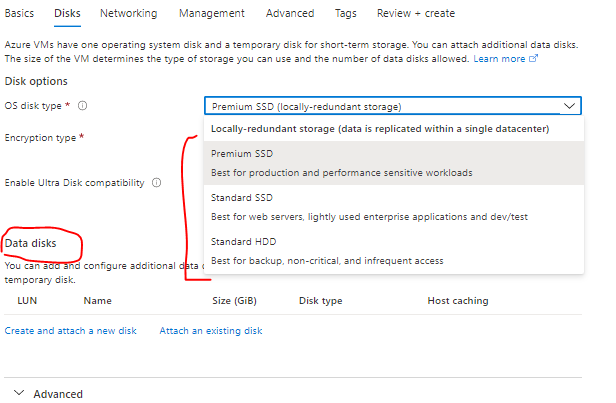 Basics Disks Networking Management Advanced Tags Review + create
Azure VMs have one operating system disk and a temporary disk for short-term storage. You can attach additional data disks.
The size of the VM determines the type of storage you can use and the number of data disks allowed. Learn more
Disk options
OS disk type * Premium SSD (locally-redundant storage)
Locally-redundant storage (data is replicated within a single datacenter)
Encryption type *
Premium SSD
Best for production and performance sensitive workloads
Enable Ultra Disk compatibility
Standard SSD
Best for web servers, lightly used enterprise applications and dev/test
Data disks
Standard HDD
Best for backup, non-critical, and infrequent access
You can add and configure additional data
temporary disk.
LUN Name Size (GiB) Disk type Host caching
Create and attach a new disk Attach an existing disk
Advanced